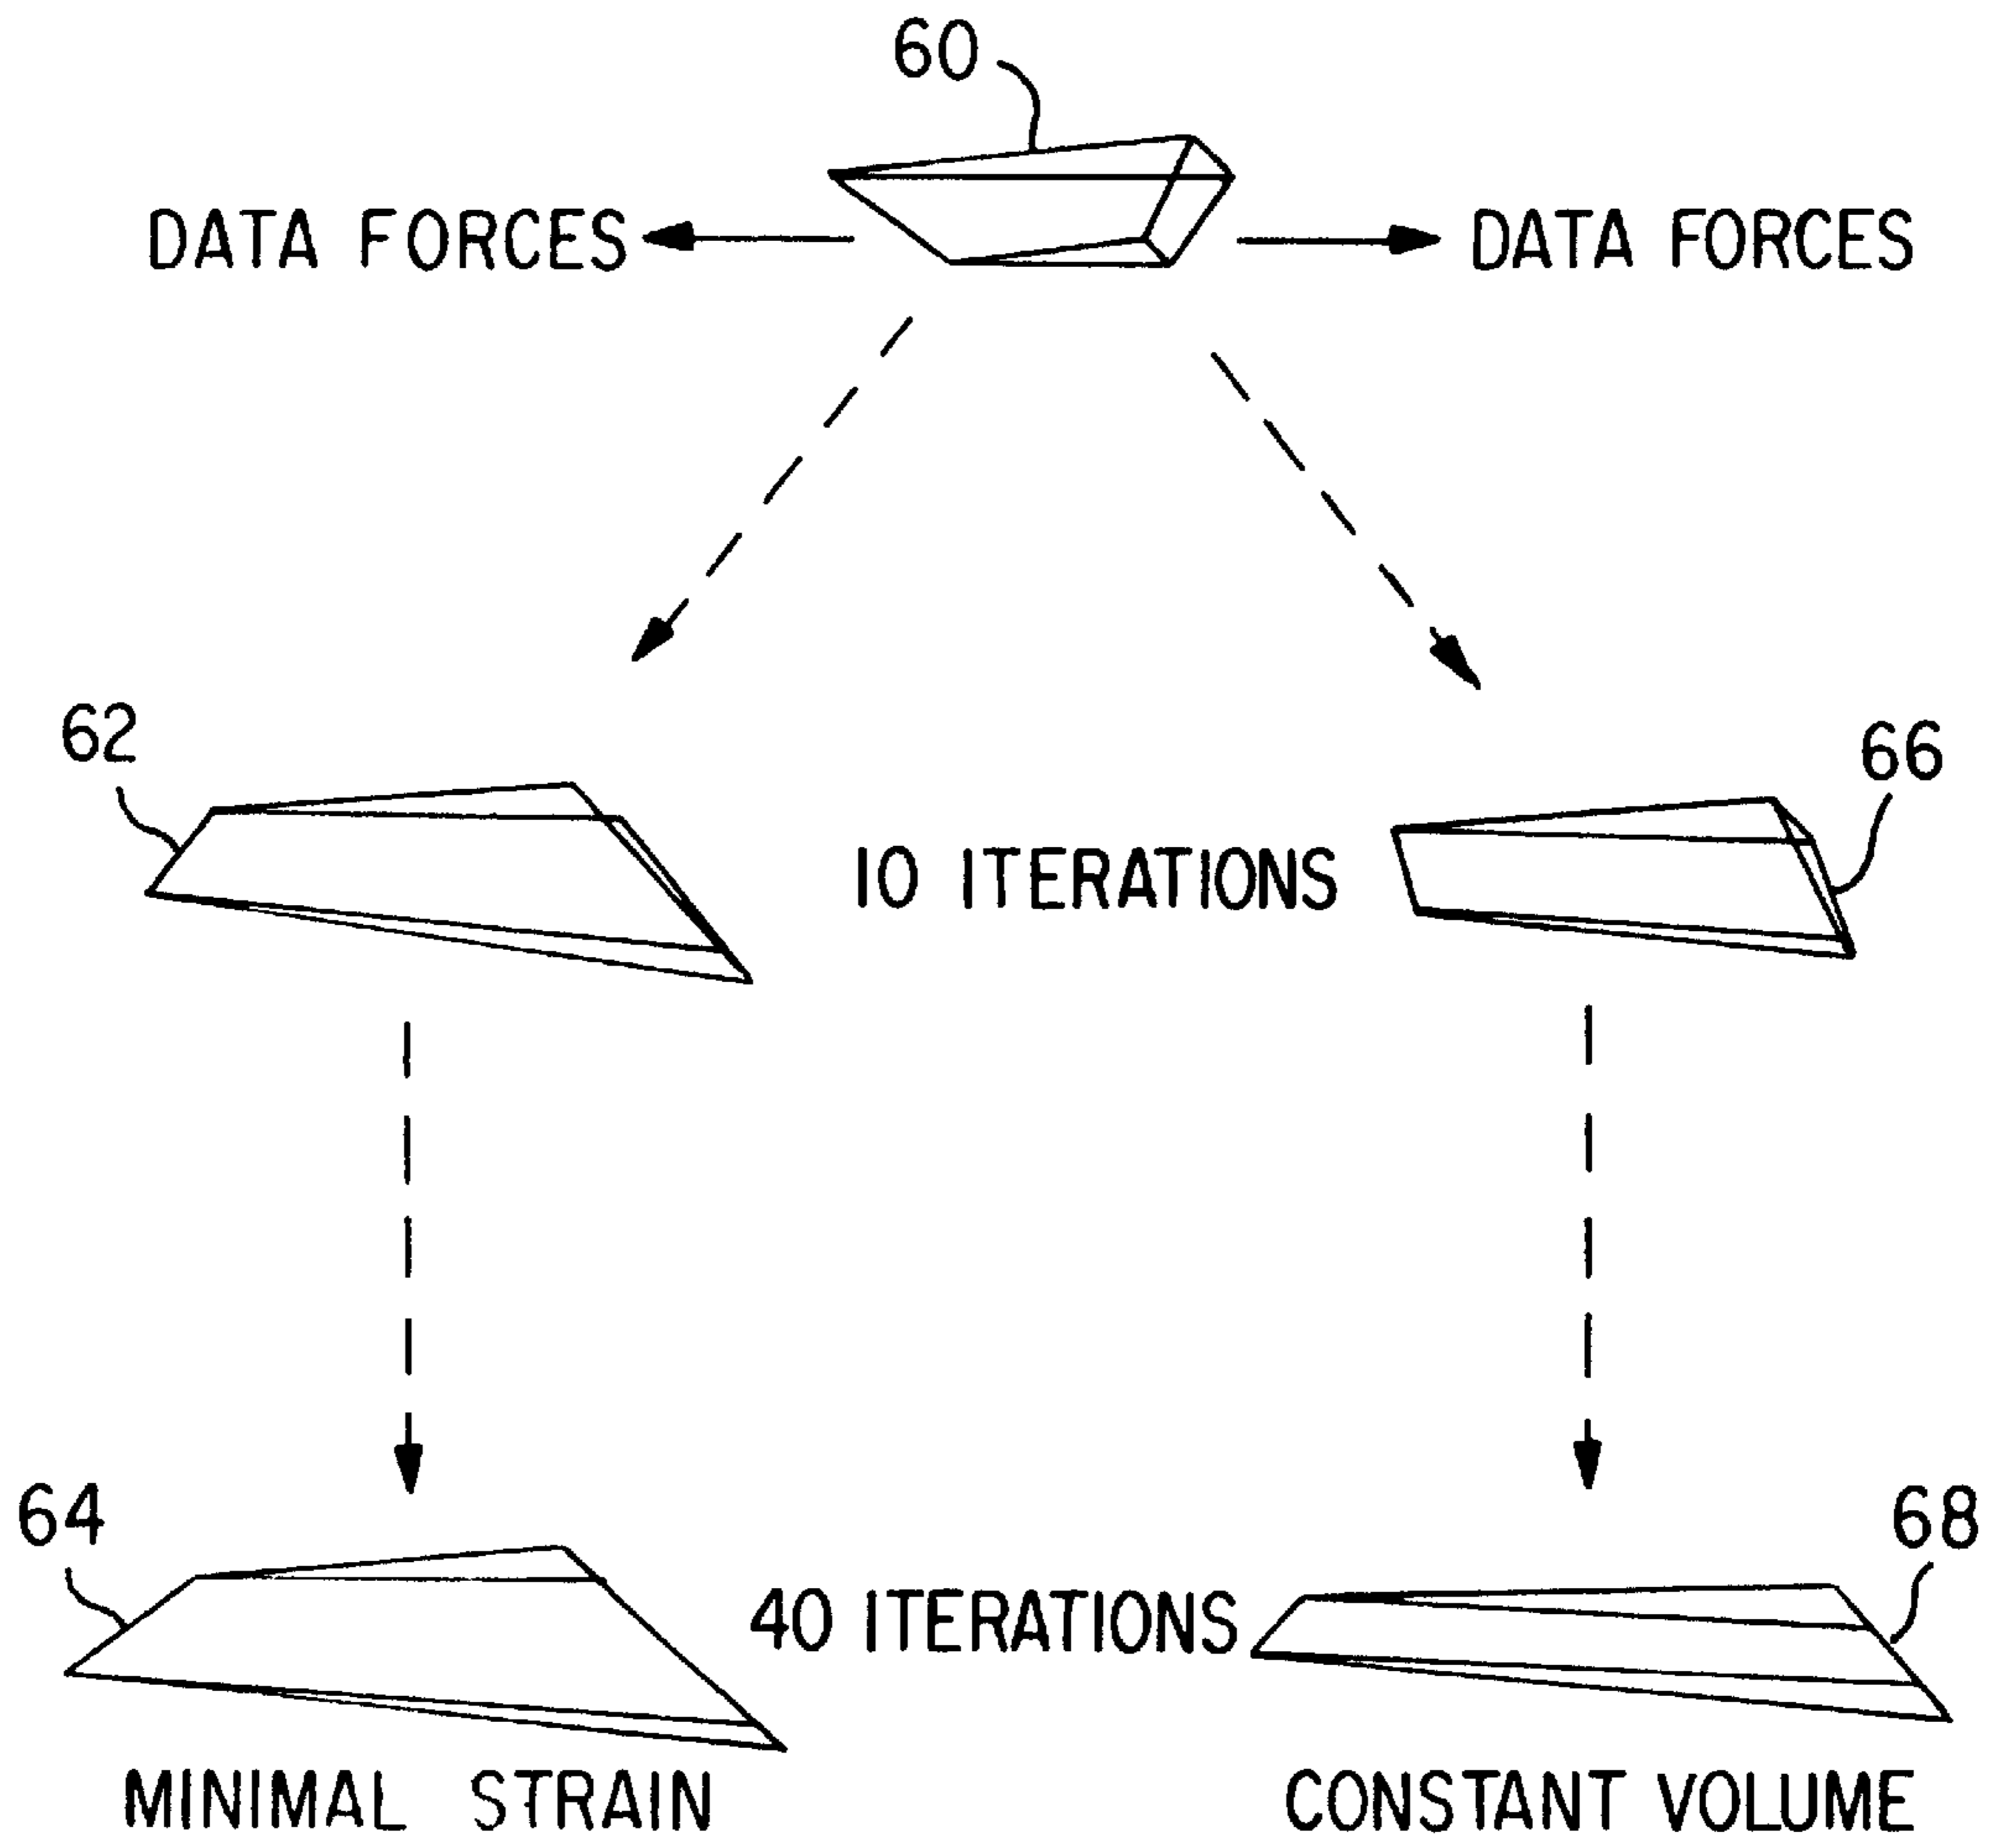 60
DATA FORCES
DATA FORCES
62
66
10 ITERATIONS
64
68
40 ITERATIONS
MINIMAL STRAIN
CONSTANT VOLUME